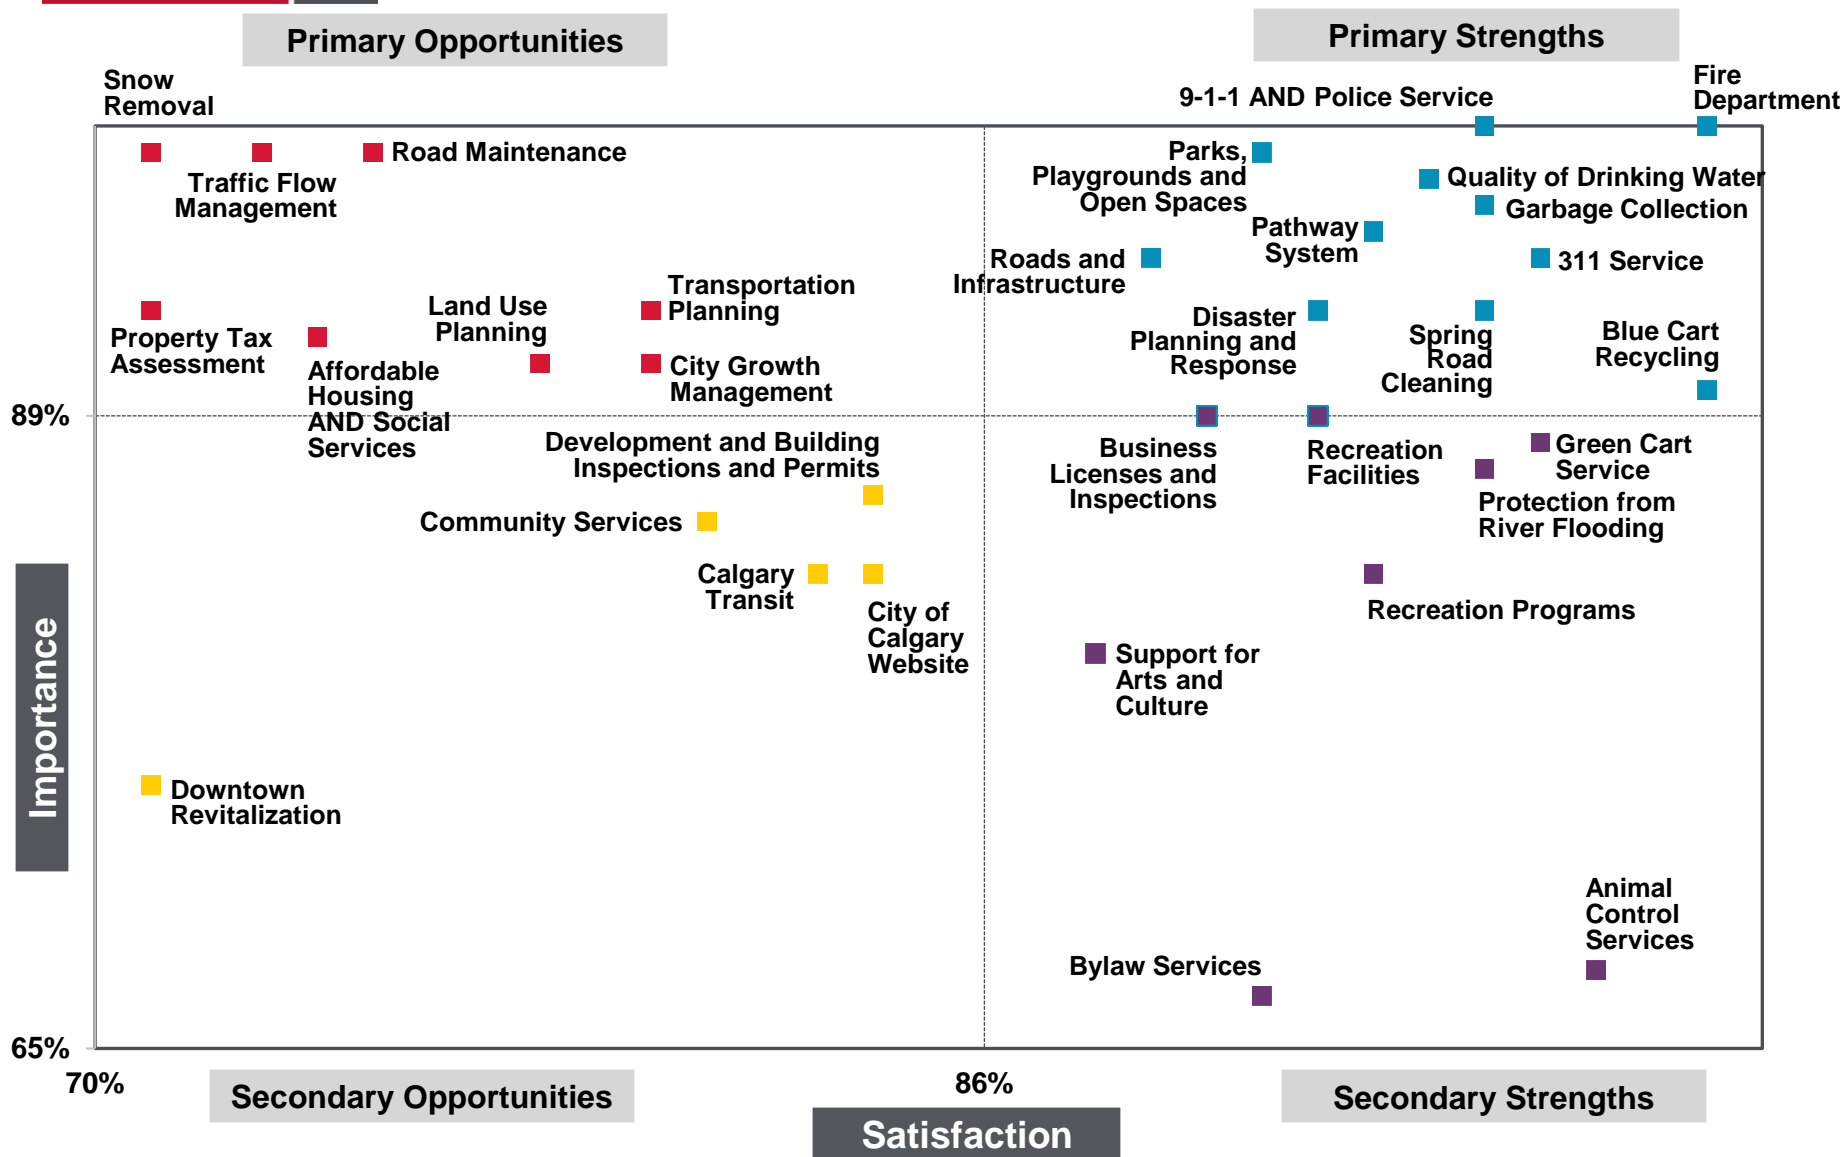 Primary Opportunities
Primary Strengths
Snow
Removal
9-1-1 AND Police Service
Fire
Department
Road Maintenance
Traffic Flow
Management
Parks,
Playgrounds and
Open Spaces
Quality of Drinking Water
Garbage Collection
Pathway
System
Roads and
Infrastructure
311 Service
Property Tax
Assessment
Affordable
Housing
AND Social
Services
Land Use
Planning
Transportation
Planning
City Growth
Management
Disaster
Planning and
Response
Spring
Road
Cleaning
Blue Cart
Recycling
89%
Development and Building
Inspections and Permits
Community Services
Calgary
Transit
City of
Calgary
Website
Business
Licenses and
Inspections
Recreation
Facilities
Green Cart
Service
Protection from
River Flooding
Recreation Programs
Support for
Arts and
Culture
Importance
Downtown
Revitalization
Animal
Control
Services
Bylaw Services
65%
70%
86%
Secondary Opportunities
Secondary Strengths
Satisfaction